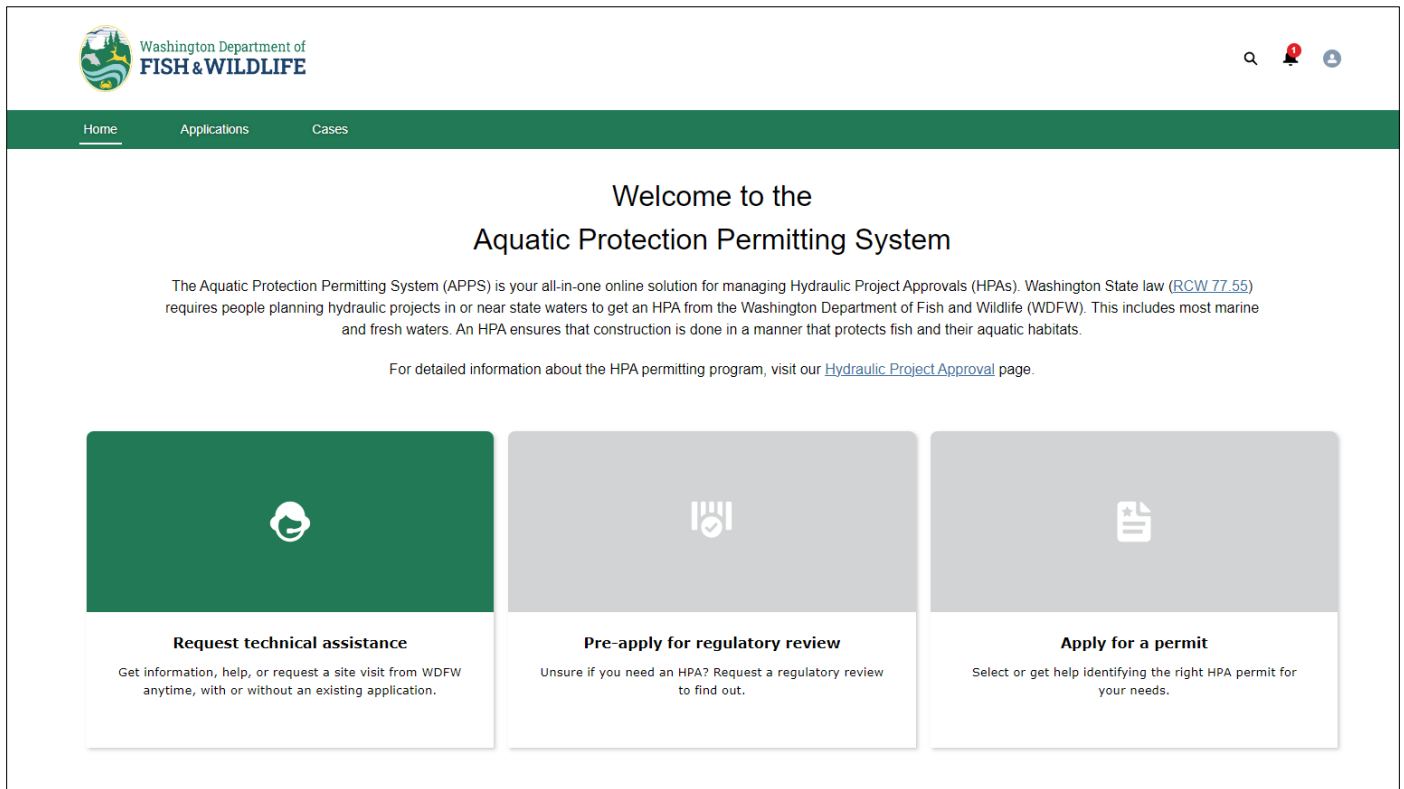 Washington Department of
FISH & WILDLIFE
1
Home Applications Cases
Welcome to the
Aquatic Protection Permitting System
The Aquatic Protection Permitting System (APPS) is your all-in-one online solution for managing Hydraulic Project Approvals (HPAs). Washington State law (RCW 77.55)
requires people planning hydraulic projects in or near state waters to get an HPA from the Washington Department of Fish and Wildlife (WDFW). This includes most marine
and fresh waters. An HPA ensures that construction is done in a manner that protects fish and their aquatic habitats.
For detailed information about the HPA permitting program, visit our Hydraulic Project Approval page.
Request technical assistance
Get information, help, or request a site visit from WDFW
anytime, with or without an existing application.
Pre-apply for regulatory review
Unsure if you need an HPA? Request a regulatory review
to find out.
Apply for a permit
Select or get help identifying the right HPA permit for
your needs.